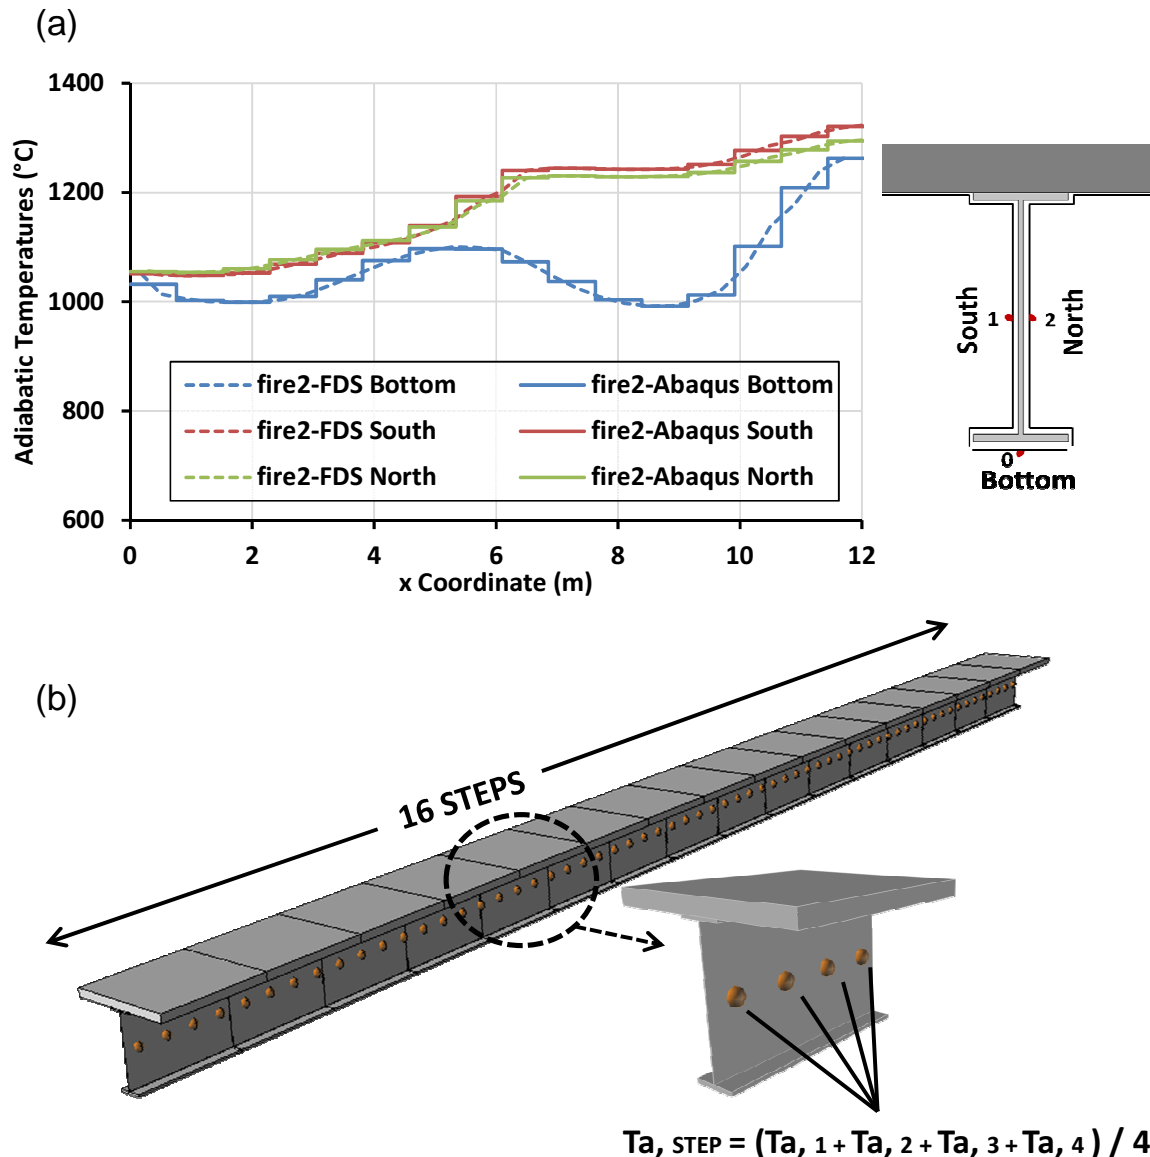 (a)
1400
1200
1000
800
600
Adiabatic Temperatures (°C)
0 2 4 6 8 10 12
x Coordinate (m)
fire2-FDS Bottom fire2-Abaqus Bottom
fire2-FDS South fire2-Abaqus South
fire2-FDS North fire2-Abaqus North
South 1 2 North
0
Bottom
(b)
16 STEPS
Ta, STEP = (Ta, 1 + Ta, 2 + Ta, 3 + Ta, 4 ) / 4